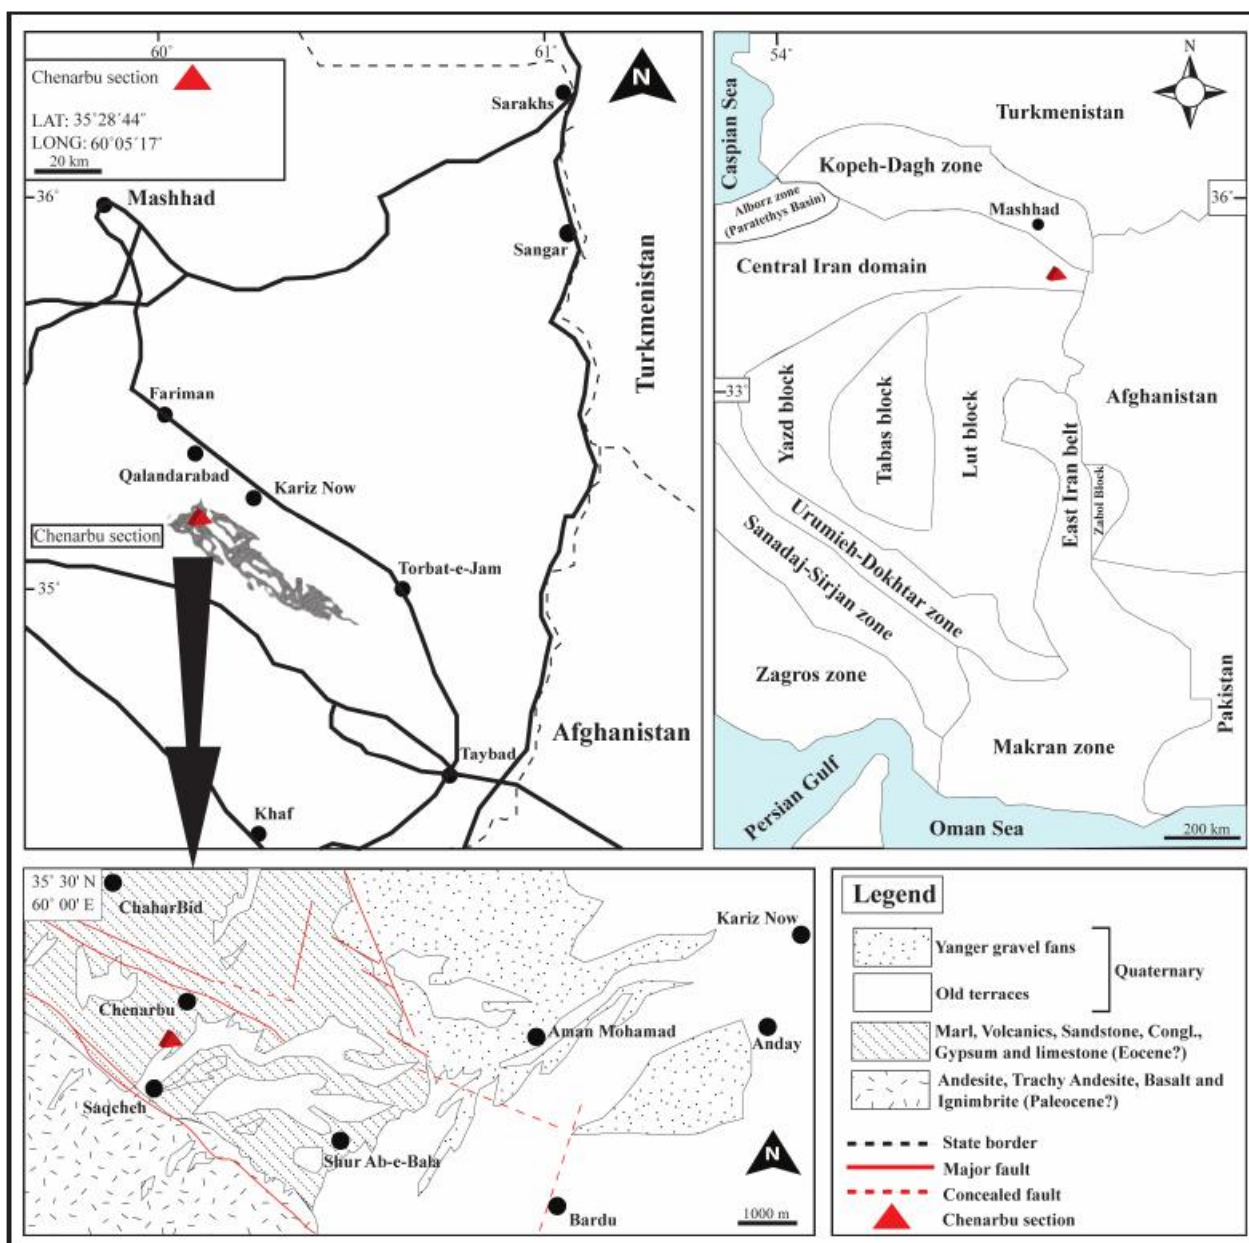 60°
61°
Chenarbu section
LAT: 35°28´44˝
LONG: 60°05´17˝
20 km
N
Sarakhs
36°
Mashhad
Sangar
Turkmenistan
Fariman
Qalandarabad
Kariz Now
Chenarbu section
35°
Torbat-e-Jam
Afghanistan
Taybad
Khaf
54°
N
Caspian Sea
Turkmenistan
Kopeh-Dagh zone
36°
Alborz zone
(Paratethys Basin)
Mashhad
Central Iran domain
33°
Yazd block
Tabas block
Lut block
East Iran belt
Zabol Block
Afghanistan
Urumieh-Dokhtar zone
Sanadaj-Sirjan zone
Zagros zone
Makran zone
Pakistan
Persian Gulf
Oman Sea
200 km
35° 30' N
60° 00' E
ChaharBid
Kariz Now
Chenarbu
Aman Mohamad
Anday
Saqcheh
Shur Ab-e-Bala
N
Bardu
1000 m
Legend
Yanger gravel fans
Quaternary
Old terraces
Marl, Volcanics, Sandstone, Congl.,
Gypsum and limestone (Eocene?)
Andesite, Trachy Andesite, Basalt and
Ignimbrite (Paleocene?)
State border
Major fault
Concealed fault
Chenarbu section